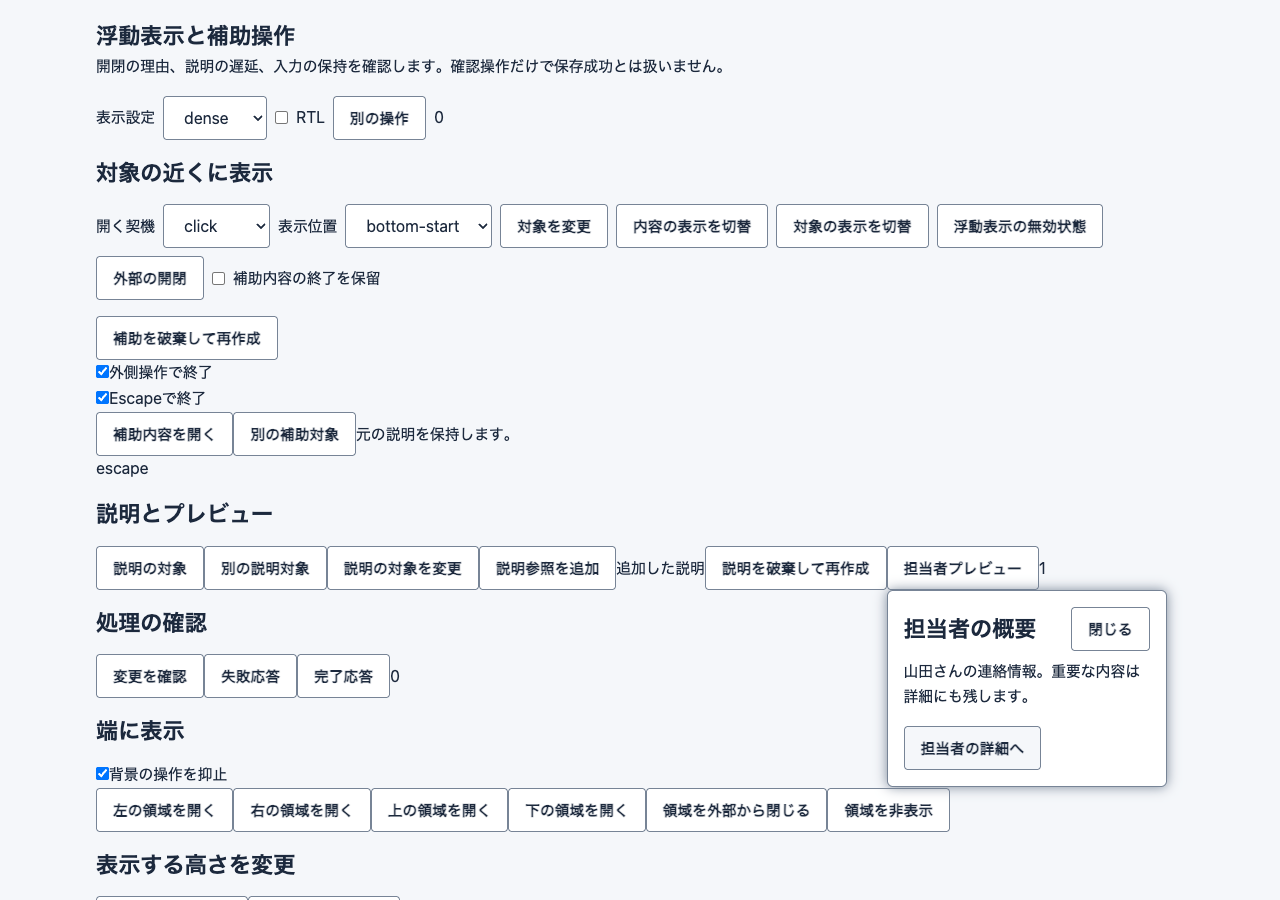 浮動表示と補助操作
開閉の理由、説明の遅延、入力の保持を確認します。確認操作だけで保存成功とは扱いません。
表示設定 dense RTL 別の操作 0
対象の近くに表示
開く契機 click 表示位置 bottom-start 対象を変更 内容の表示を切替 対象の表示を切替 浮動表示の無効状態
外部の開閉 補助内容の終了を保留
補助を破棄して再作成
外側操作で終了
Escapeで終了
補助内容を開く 別の補助対象 元の説明を保持します。
escape
説明とプレビュー
説明の対象 別の説明対象 説明の対象を変更 説明参照を追加 追加した説明 説明を破棄して再作成 担当者プレビュー 1
担当者の概要 閉じる
山田さんの連絡情報。重要な内容は
詳細にも残します。
担当者の詳細へ
処理の確認
変更を確認 失敗応答 完了応答 0
端に表示
背景の操作を抑止
左の領域を開く 右の領域を開く 上の領域を開く 下の領域を開く 領域を外部から閉じる 領域を非表示
表示する高さを変更